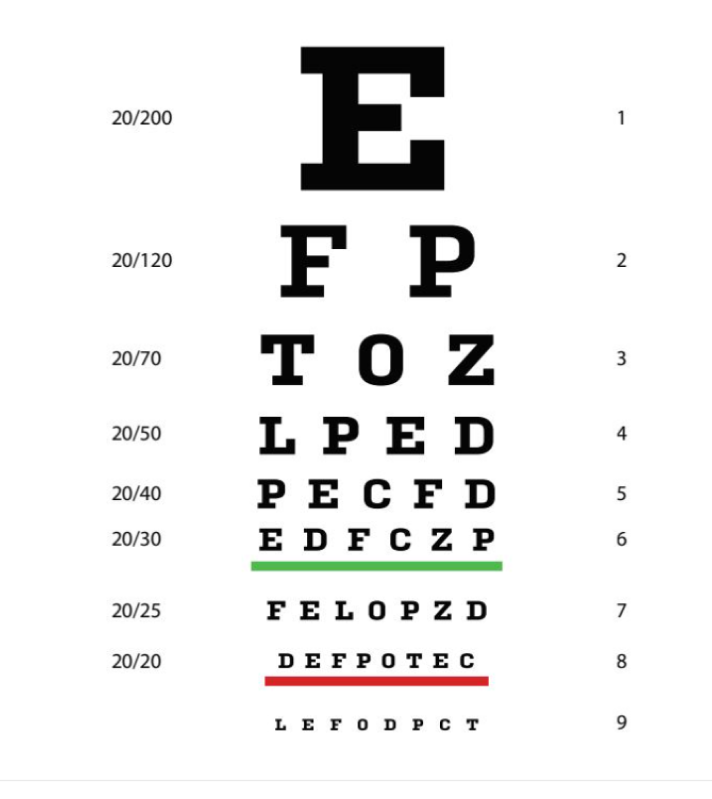 20/200 E 1
20/120 F P 2
20/70 T O Z 3
20/50 L P E D 4
20/40 P E C F D 5
20/30 E D F C Z P 6
20/25 F E L O P Z D 7
20/20 D E F P O T E C 8
L E F O D P C T 9